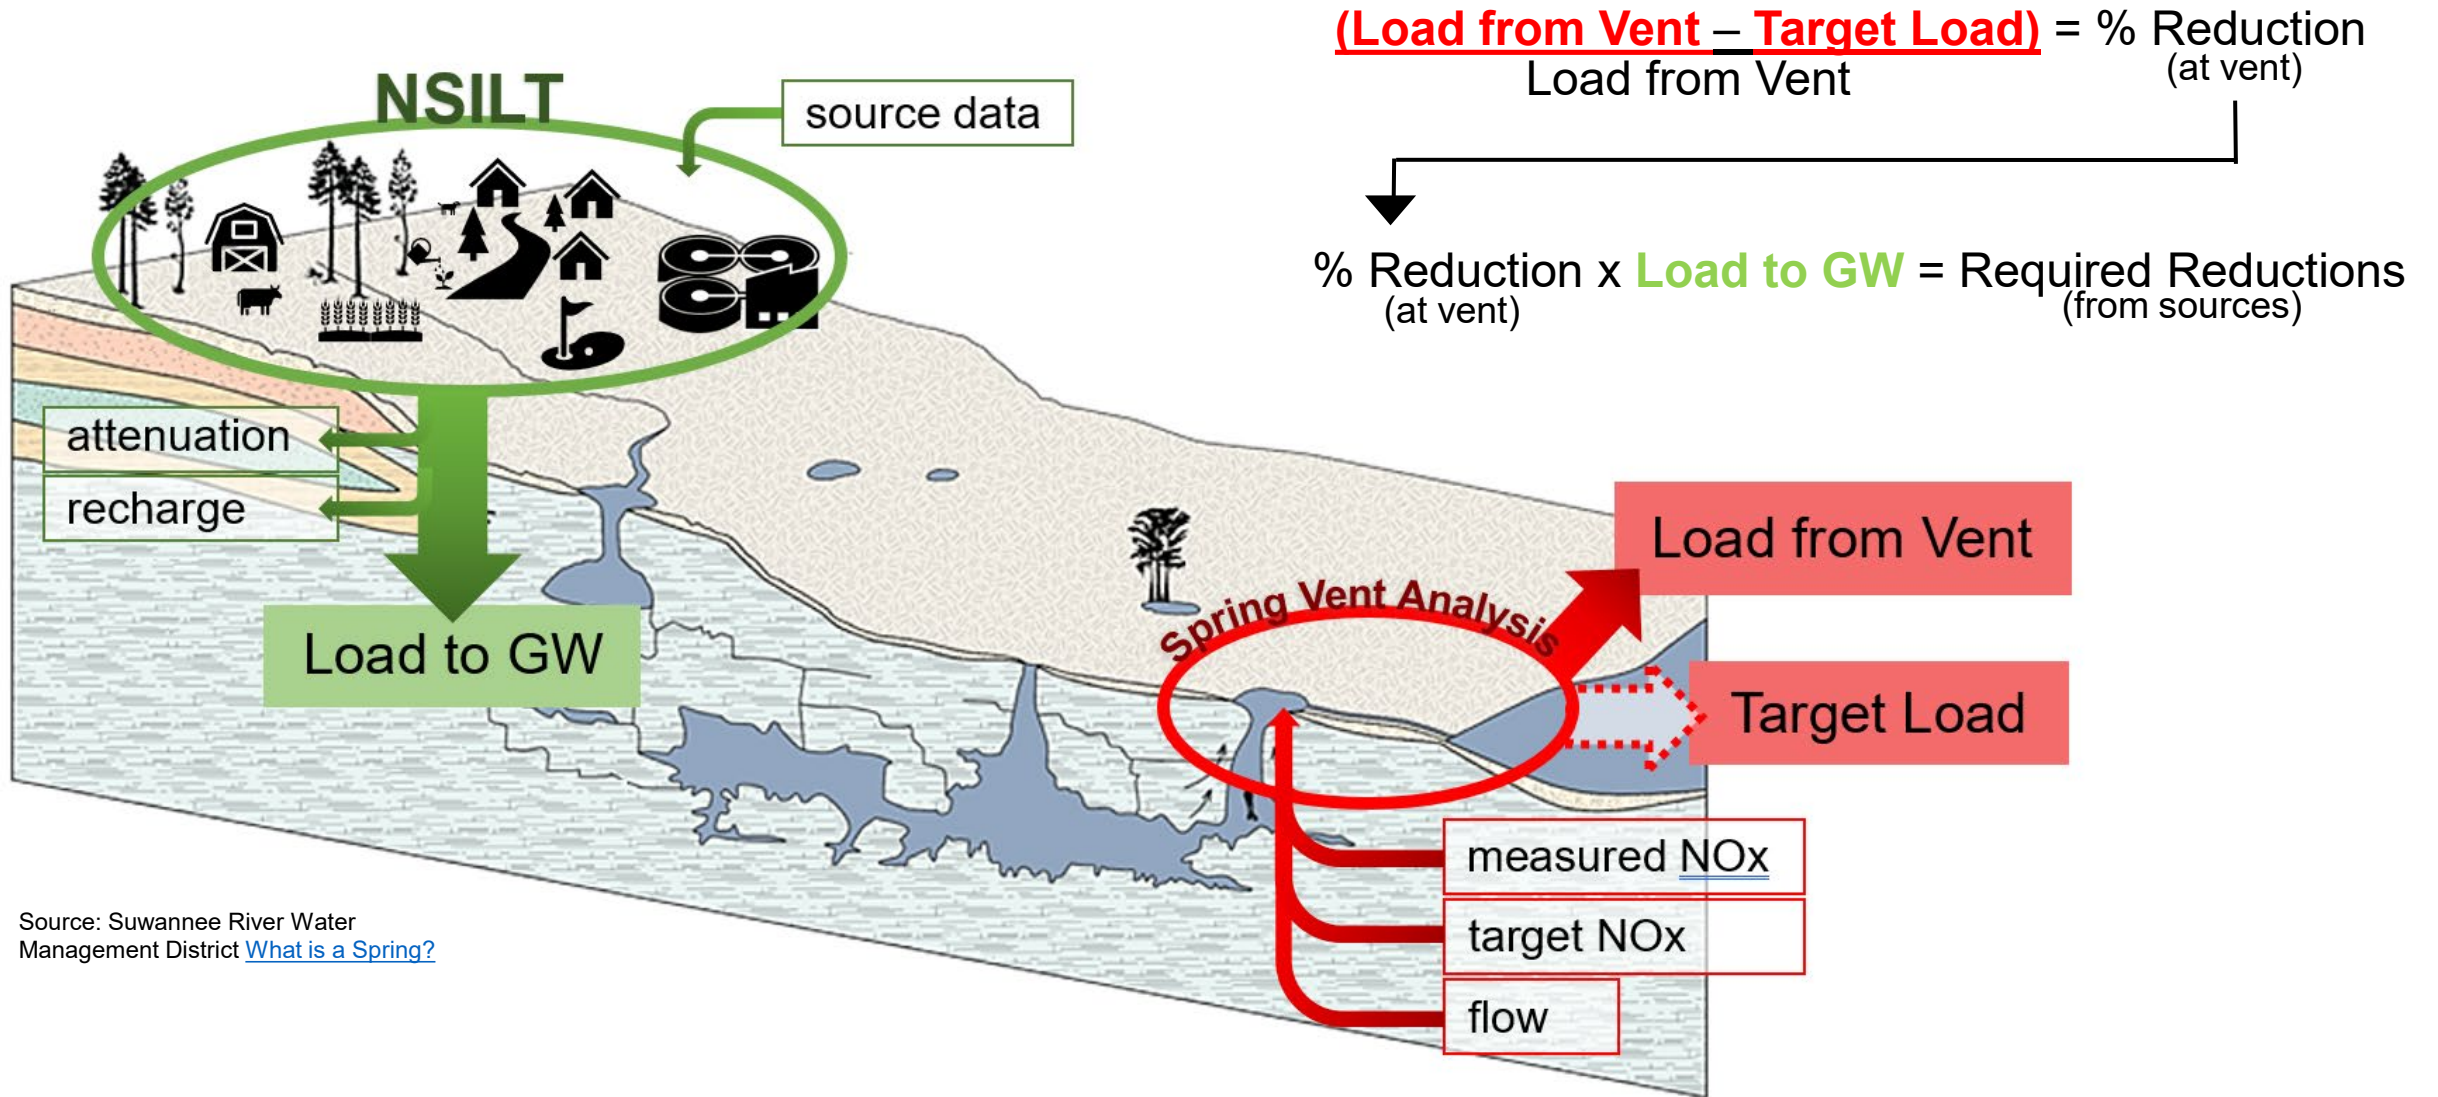 (Load from Vent – Target Load) = % Reduction
(at vent)
Load from Vent
NSILT
source data
% Reduction x Load to GW = Required Reductions
(at vent)
(from sources)
attenuation
recharge
Load to GW
Spring Vent Analysis
Load from Vent
Target Load
measured NOx
target NOx
flow
Source: Suwannee River Water
Management District What is a Spring?